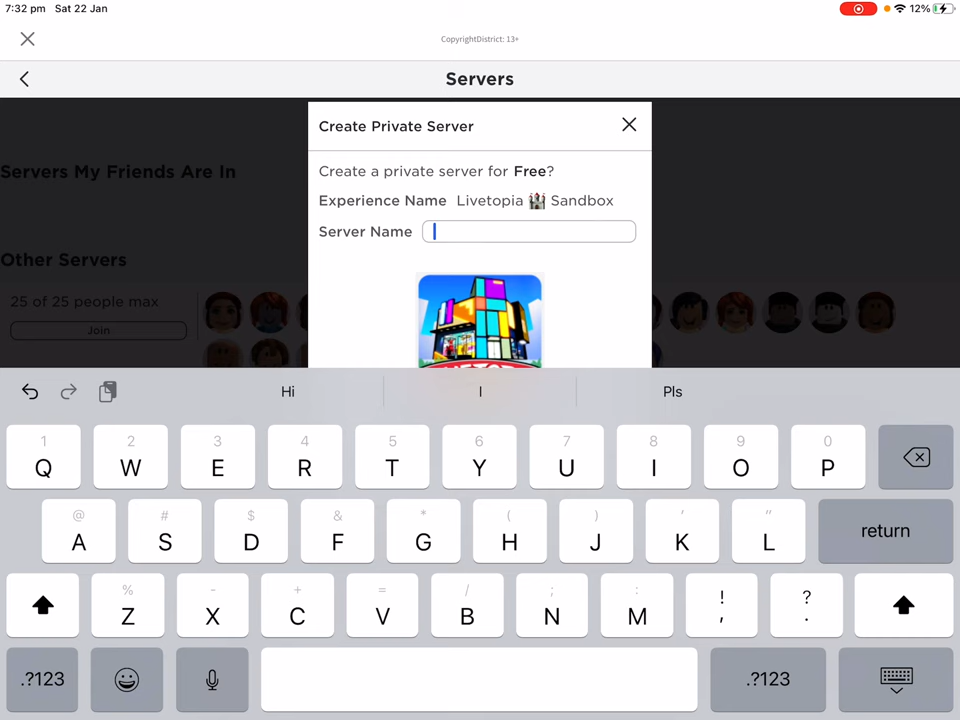 7:32 pm Sat 22 Jan
12%
CopyrightDistrict: 13+
Servers
Create Private Server
Servers My Friends Are In
Create a private server for Free?
Experience Name Livetopia 🏰 Sandbox
Server Name
Other Servers
25 of 25 people max
Join
Hi I Pls
1 2 3 4 5 6 7 8 9 0
Q W E R T Y U I O P
@ # $ & * ( ) ' "
A S D F G H J K L return
% - + = / ; : ! ?
Z X C V B N M , .
.?123 .?123